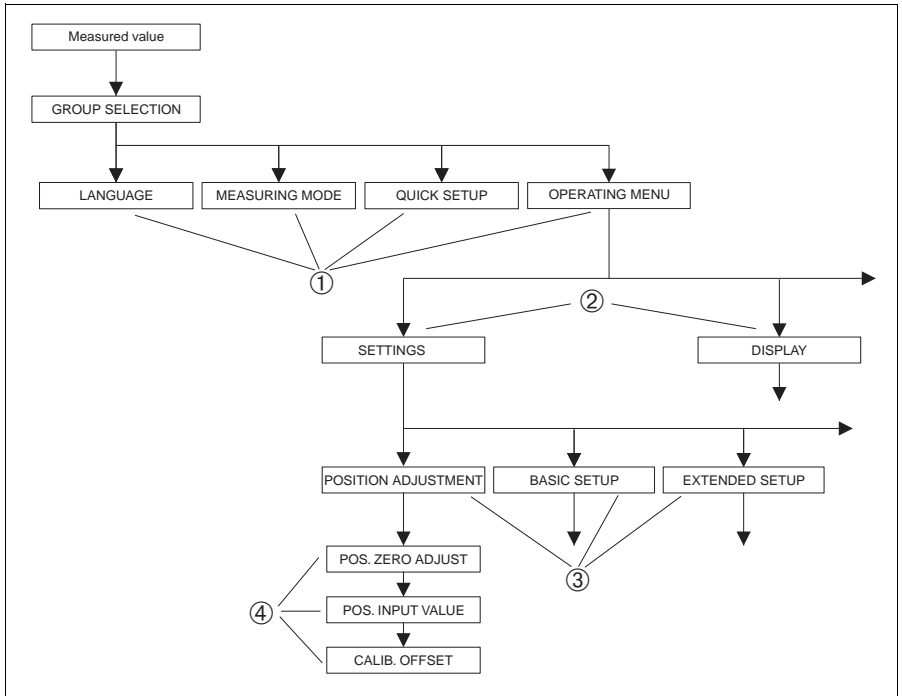 Measured value
GROUP SELECTION
LANGUAGE
MEASURING MODE
QUICK SETUP
OPERATING MENU
①
②
SETTINGS
DISPLAY
POSITION ADJUSTMENT
BASIC SETUP
EXTENDED SETUP
POS. ZERO ADJUST
③
④
POS. INPUT VALUE
CALIB. OFFSET